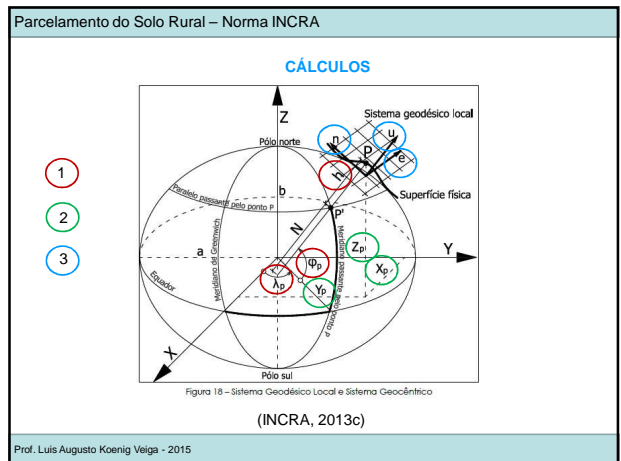 Parcelamento do Solo Rural – Norma INCRA
CÁLCULOS
Z
Sistema geodésico local
n
u
e
P
h
Pólo norte
Superfície física
Paralelo passante pelo ponto P
b
P'
1
2
3
N
a
Meridiano de Greenwich
Meridiano passante pelo ponto P
Zp
Y
φp
Xp
Equador
λp
Yp
X
Pólo sul
Figura 18 – Sistema Geodésico Local e Sistema Geocêntrico
(INCRA, 2013c)
Prof. Luis Augusto Koenig Veiga - 2015